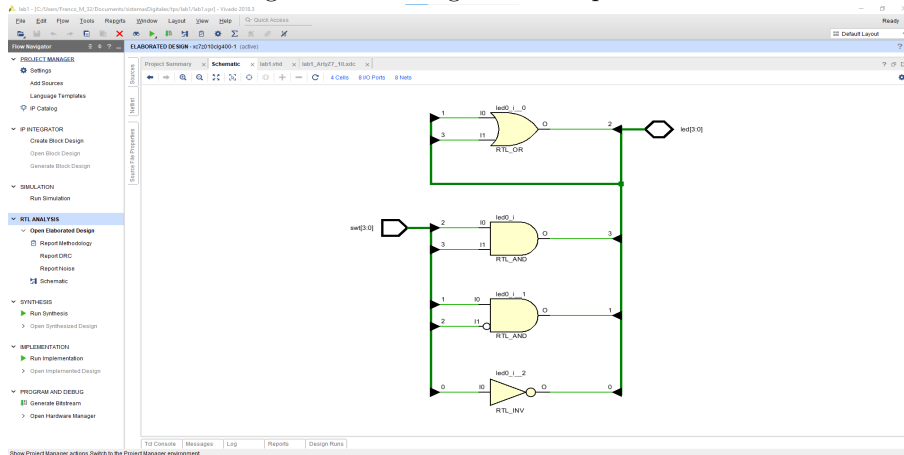 lab1 - [C:/Users/Franco_Nf_32/Documents/sistemasDigitales/tps/lab1/lab1.xpr] - Vivado 2018.2
File Edit Flow Tools Reports Window Layout View Help Quick Access
Ready
Default Layout
Flow Navigator
ELABORATED DESIGN - xc7z010clg400-1 (active)
PROJECT MANAGER
Settings
Add Sources
Language Templates
IP Catalog
IP INTEGRATOR
Create Block Design
Open Block Design
Generate Block Design
SIMULATION
Run Simulation
RTL ANALYSIS
Open Elaborated Design
Report Methodology
Report DRC
Report Noise
Schematic
SYNTHESIS
Run Synthesis
Open Synthesized Design
IMPLEMENTATION
Run Implementation
Open Implemented Design
PROGRAM AND DEBUG
Generate Bitstream
Open Hardware Manager
Sources
Netlist
Source File Properties
Project Summary Schematic lab1.vhd lab1_ArtyZ7_10.xdc
4 Cells 8 I/O Ports 8 Nets
led0_i__0
1 I0 O 2 led[3:0]
3 I1
RTL_OR
led0_i
swt[3:0] 2 I0 O 3
3 I1
RTL_AND
led0_i__1
1 I0 O 1
2 I1
RTL_AND
led0_i__2
0 I0 O 0
RTL_INV
Tcl Console Messages Log Reports Design Runs
Show Project Manager actions Switch to the Project Manager environment